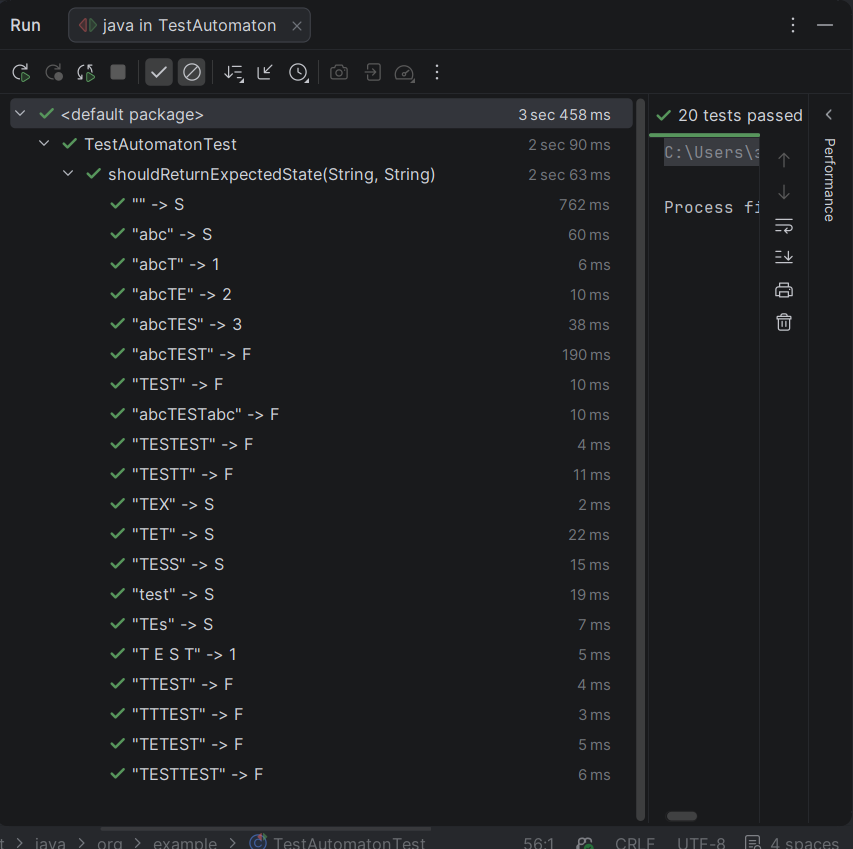 Run java in TestAutomaton
<default package> 3 sec 458 ms
TestAutomatonTest 2 sec 90 ms
shouldReturnExpectedState(String, String) 2 sec 63 ms
"" -> S 762 ms
"abc" -> S 60 ms
"abcT" -> 1 6 ms
"abcTE" -> 2 10 ms
"abcTES" -> 3 38 ms
"abcTEST" -> F 190 ms
"TEST" -> F 10 ms
"abcTESTabc" -> F 10 ms
"TESTEST" -> F 4 ms
"TESTT" -> F 11 ms
"TEX" -> S 2 ms
"TET" -> S 22 ms
"TESS" -> S 15 ms
"test" -> S 19 ms
"TEs" -> S 7 ms
"T E S T" -> 1 5 ms
"TTEST" -> F 4 ms
"TTTEST" -> F 3 ms
"TETEST" -> F 5 ms
"TESTTEST" -> F 6 ms
20 tests passed
C:\Users\
Process fi
Performance
t > java > org > example > TestAutomatonTest 56:1 CRLF UTF-8 4 spaces